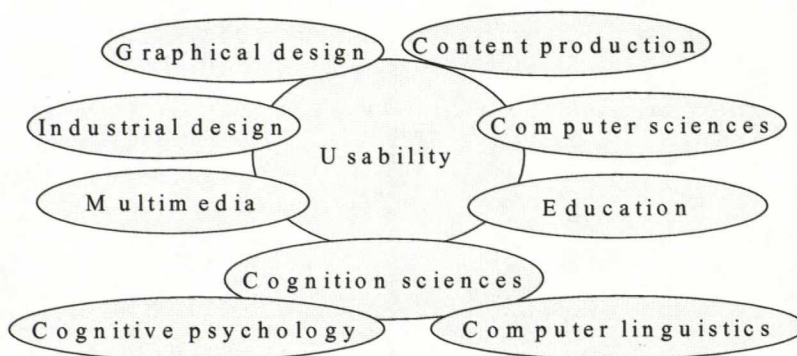 Graphical design
Content production
Industrial design
Computer sciences
Usability
Multimedia
Education
Cognition sciences
Cognitive psychology
Computer linguistics